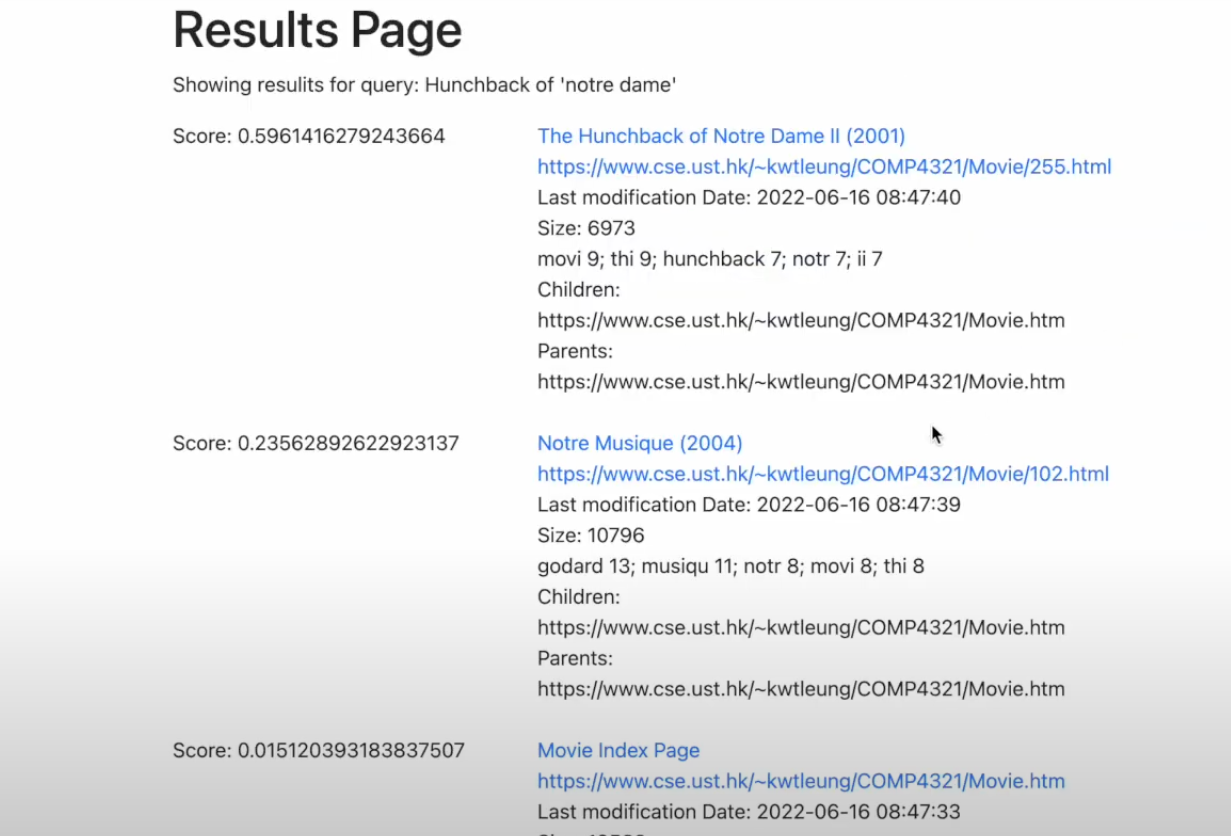 Results Page
Showing resulits for query: Hunchback of 'notre dame'
Score: 0.5961416279243664
The Hunchback of Notre Dame II (2001)
https://www.cse.ust.hk/~kwtleung/COMP4321/Movie/255.html
Last modification Date: 2022-06-16 08:47:40
Size: 6973
movi 9; thi 9; hunchback 7; notr 7; ii 7
Children:
https://www.cse.ust.hk/~kwtleung/COMP4321/Movie.htm
Parents:
https://www.cse.ust.hk/~kwtleung/COMP4321/Movie.htm
Score: 0.23562892622923137
Notre Musique (2004)
https://www.cse.ust.hk/~kwtleung/COMP4321/Movie/102.html
Last modification Date: 2022-06-16 08:47:39
Size: 10796
godard 13; musiqu 11; notr 8; movi 8; thi 8
Children:
https://www.cse.ust.hk/~kwtleung/COMP4321/Movie.htm
Parents:
https://www.cse.ust.hk/~kwtleung/COMP4321/Movie.htm
Score: 0.015120393183837507
Movie Index Page
https://www.cse.ust.hk/~kwtleung/COMP4321/Movie.htm
Last modification Date: 2022-06-16 08:47:33